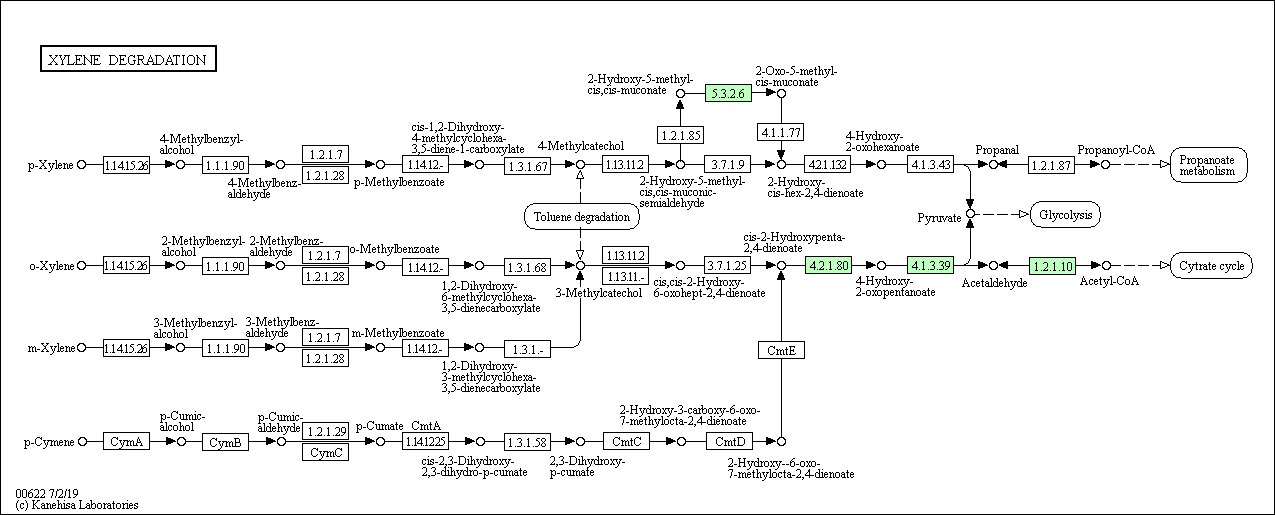 XYLENE DEGRADATION
2-Hydroxy-5-methyl-
cis,cis-muconate
5.3.2.6
2-Oxo-5-methyl-
cis-muconate
1.2.1.85
4.1.1.77
p-Xylene
1.14.15.26
4-Methylbenzyl-
alcohol
1.1.1.90
4-Methylbenz-
aldehyde
1.2.1.7
1.2.1.28
p-Methylbenzoate
1.14.12.-
cis-1,2-Dihydroxy-
4-methylcyclohexa-
3,5-diene-1-carboxylate
1.3.1.67
4-Methylcatechol
1.13.11.2
2-Hydroxy-5-methyl-
cis,cis-muconic-
semialdehyde
3.7.1.9
2-Hydroxy-
cis-hex-2,4-dienoate
4.2.1.132
4-Hydroxy-
2-oxohexanoate
4.1.3.43
Propanal
1.2.1.87
Propanoyl-CoA
Propanoate
metabolism
Toluene degradation
Pyruvate
Glycolysis
o-Xylene
1.14.15.26
2-Methylbenzyl-
alcohol
1.1.1.90
2-Methylbenz-
aldehyde
1.2.1.7
1.2.1.28
o-Methylbenzoate
1.14.12.-
1,2-Dihydroxy-
6-methylcyclohexa-
3,5-dienecarboxylate
1.3.1.68
3-Methylcatechol
1.13.11.2
1.13.11.-
cis,cis-2-Hydroxy-
6-oxohept-2,4-dienoate
3.7.1.25
cis-2-Hydroxypenta-
2,4-dienoate
4.2.1.80
4-Hydroxy-
2-oxopentanoate
4.1.3.39
Acetaldehyde
1.2.1.10
Acetyl-CoA
Cytrate cycle
m-Xylene
1.14.15.26
3-Methylbenzyl-
alcohol
1.1.1.90
3-Methylbenz-
aldehyde
1.2.1.7
1.2.1.28
m-Methylbenzoate
1.14.12.-
1,2-Dihydroxy-
3-methylcyclohexa-
3,5-dienecarboxylate
1.3.1.-
CmtE
p-Cymene
CymA
p-Cumic-
alcohol
CymB
p-Cumic-
aldehyde
1.2.1.29
CymC
p-Cumate
CmtA
1.14.12.25
cis-2,3-Dihydroxy-
2,3-dihydro-p-cumate
1.3.1.58
2,3-Dihydroxy-
p-cumate
CmtC
2-Hydroxy-3-carboxy-6-oxo-
7-methylocta-2,4-dienoate
CmtD
2-Hydroxy--6-oxo-
7-methylocta-2,4-dienoate
00622 7/2/19
(c) Kanehisa Laboratories